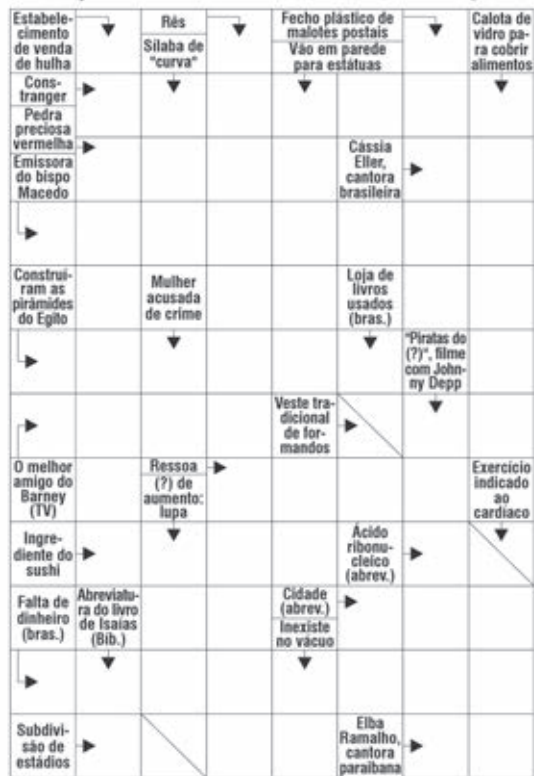 Estabele-
cimento
de venda
de hulha
Rês
Sílaba de
"curva"
Fecho plástico de
malotes postais
Vão em parede
para estátuas
Calota de
vidro pa-
ra cobrir
alimentos
Cons-
tranger
Pedra
preciosa
vermelha
Emissora
do bispo
Macedo
Cássia
Eller,
cantora
brasileira
Construí-
ram as
pirâmides
do Egito
Mulher
acusada
de crime
Loja de
livros
usados
(bras.)
"Piratas do
(?)", filme
com John-
ny Depp
Veste tra-
dicional
de for-
mandos
O melhor
amigo do
Barney
(TV)
Ressoa
(?) de
aumento:
lupa
Exercício
indicado
ao
cardíaco
Ingre-
diente do
sushi
Ácido
ribonu-
cleico
(abrev.)
Falta de
dinheiro
(bras.)
Abreviatu-
ra do livro
de Isaías
(Bíb.)
Cidade
(abrev.)
Inexiste
no vácuo
Subdivi-
são de
estádios
Elba
Ramalho,
cantora
paraibana